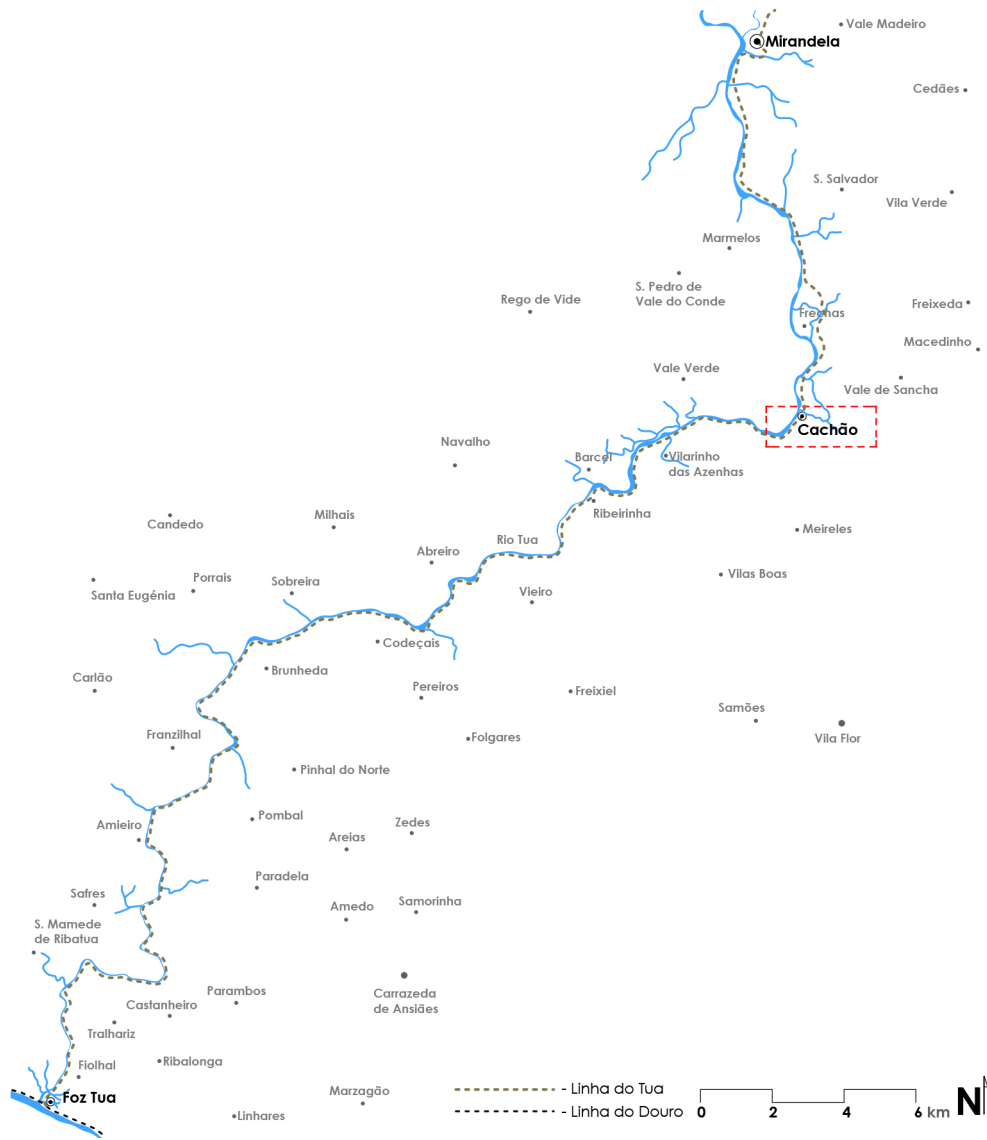 Vale Madeiro
Mirandela
Cedães
S. Salvador
Vila Verde
Marmelos
S. Pedro de
Vale do Conde
Rego de Vide
Freixeda
Frechas
Macedinho
Vale Verde
Vale de Sancha
Cachão
Navalho
Barcel
Vilarinho
das Azenhas
Ribeirinha
Candedo
Milhais
Meireles
Rio Tua
Abreiro
Vilas Boas
Porrais
Sobreira
Santa Eugénia
Vieiro
Codeçais
Brunheda
Carlão
Pereiros
Freixiel
Samões
Franzilhal
Folgares
Vila Flor
Pinhal do Norte
Pombal
Amieiro
Zedes
Areias
Paradela
Safres
Amedo
Samorinha
S. Mamede
de Ribatua
Parambos
Carrazeda
de Ansiães
Castanheiro
Tralhariz
Fiolhal
Ribalonga
Foz Tua
Marzagão
Linhares
- Linha do Tua
- Linha do Douro
0 2 4 6 km
N